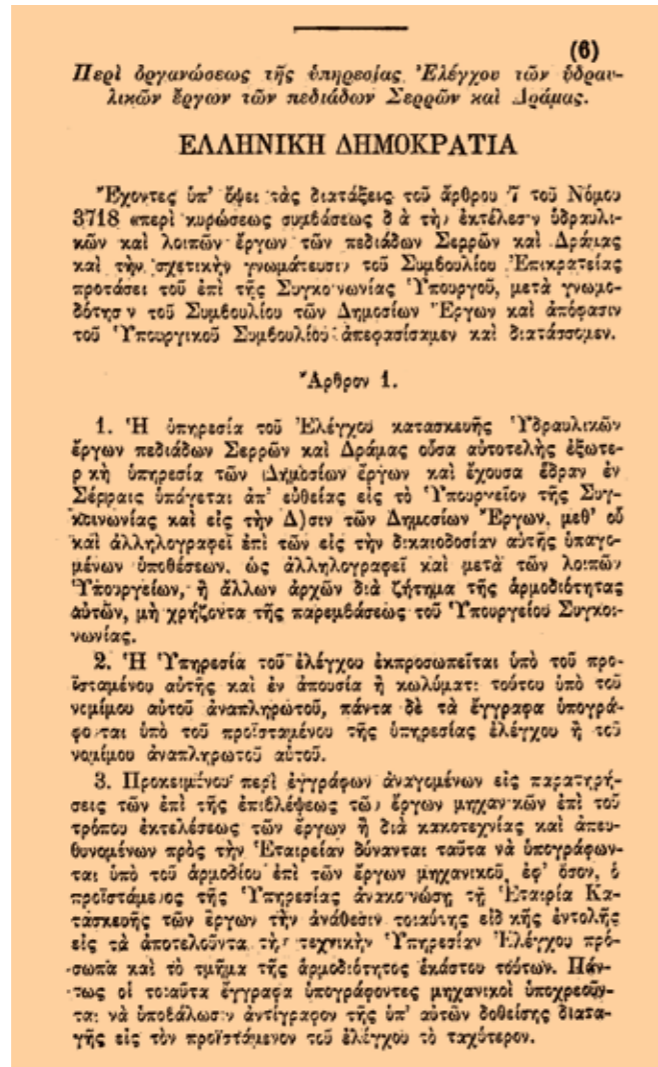 (6)
Περὶ ὀργανώσεως τῆς ὑπηρεσίας Ἐλέγχου τῶν ὑδραυ-
λικῶν ἔργων τῶν πεδιάδων Σερρῶν καὶ Δράμας.
ΕΛΛΗΝΙΚΗ ΔΗΜΟΚΡΑΤΙΑ
Ἔχοντες ὑπ' ὄψει τὰς διατάξεις τοῦ ἄρθρου 7 τοῦ Νόμου
3718 «περὶ κυρώσεως συμβάσεως δ ὰ τὴν ἐκτέλεσ ν ὑδραυλι-
κῶν καὶ λοιπῶν ἔργων τῶν πεδιάδων Σερρῶν καὶ Δράμας
καὶ τὴν σχετικὴν γνωμάτευσιν τοῦ Συμβουλίου Ἐπικρατείας
προτάσει τοῦ ἐπὶ τῆς Συγκο νωνίας Ὑπουργοῦ, μετὰ γνωμο-
δότησ ν τοῦ Συμβουλίου τῶν Δημοσίων Ἔργων καὶ ἀπόφασιν
τοῦ Ὑπουργικοῦ Συμβουλίου ἀπεφασίσαμεν καὶ διατάσσομεν.
Ἄρθρον 1.
1. Ἡ ὑπηρεσία τοῦ Ἐλέγχου κατασκευῆς Ὑδραυλικῶν
ἔργων πεδιάδων Σερρῶν καὶ Δράμας οὖσα αὐτοτελὴς ἐξωτε-
ρ κὴ ὑπηρεσία τῶν Δημοσίων ἔργων καὶ ἔχουσα ἕδραν ἐν
Σέρραις ὑπάγεται ἀπ' εὐθείας εἰς τὸ Ὑπουργεῖον τῆς Συγ-
κοινωνίας καὶ εἰς τὴν Δ)σιν τῶν Δημοσίων Ἔργων, μεθ' οὗ
καὶ ἀλληλογραφεῖ ἐπὶ τῶν εἰς τὴν δικαιοδοσίαν αὐτῆς ὑπαγο-
μένων ὑποθέσεων. ὡς ἀλληλογραφεῖ καὶ μετὰ τῶν λοιπῶν
Ὑπουργείων, ἢ ἄλλων ἀρχῶν διὰ ζήτημα τῆς ἁρμοδιότητας
αὐτῶν, μὴ χρήζοντα τῆς παρεμβάσεως τοῦ Ὑπουργείου Συγκοι-
νωνίας.
2. Ἡ Ὑπηρεσία τοῦ ἐλέγχου ἐκπροσωπεῖται ὑπὸ τοῦ προ-
ϊσταμένου αὐτῆς καὶ ἐν ἀπουσίᾳ ἢ κωλύματι τούτου ὑπὸ τοῦ
νομίμου αὐτοῦ ἀναπληρωτοῦ, πάντα δὲ τὰ ἔγγραφα ὑπογρά-
φονται ὑπὸ τοῦ προϊσταμένου τῆς ὑπηρεσίας ἐλέγχου ἢ τοῦ
νομίμου ἀναπληρωτοῦ αὐτοῦ.
3. Προκειμένου περὶ ἐγγράφων ἀναγομένων εἰς παρατηρή-
σεις τῶν ἐπὶ τῆς ἐπιβλέψεως τῶν ἔργων μηχαν κῶν ἐπὶ τοῦ
τρόπου ἐκτελέσεως τῶν ἔργων ἢ διὰ κακοτεχνίας καὶ ἀπευ-
θυνομένων πρὸς τὴν Ἑταιρείαν δύνανται ταῦτα νὰ ὑπογράφων-
ται ὑπὸ τοῦ ἁρμοδίου ἐπὶ τῶν ἔργων μηχανικοῦ, ἐφ' ὅσον, ὁ
προϊστάμενος τῆς Ὑπηρεσίας ἀνακο νώσῃ τῇ Ἑταιρίᾳ Κα-
τάσκευῆς τῶν ἔργων τὴν ἀνάθεσιν τοιαύτης εἰδ κῆς ἐντολῆς
εἰς τὰ ἀποτελοῦντα τὴν τεχνικὴν Ὑπηρεσίαν Ἐλέγχου πρό-
σωπα καὶ τὸ τμῆμα τῆς ἁρμοδιότητος ἑκάστου τούτων. Πάν-
τως οἱ τοιαῦτα ἔγγραφα ὑπογράφοντες μηχανικοὶ ὑποχρεοῦν-
ται νὰ ὑποβάλωσιν ἀντίγραφον τῆς ὑπ' αὐτῶν δοθείσης διατα-
γῆς εἰς τὸν προϊστάμενον τοῦ ἐλέγχου τὸ ταχύτερον.